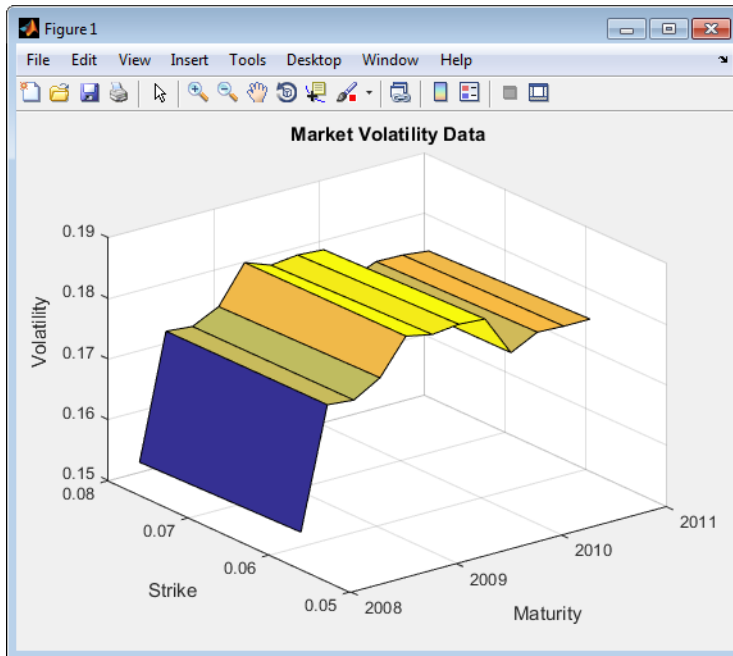 Figure 1
File Edit View Insert Tools Desktop Window Help
Market Volatility Data
0.19
0.18
0.17
0.16
0.15
Volatility
0.08
0.07
0.06
0.05
Strike
2008
2009
2010
2011
Maturity